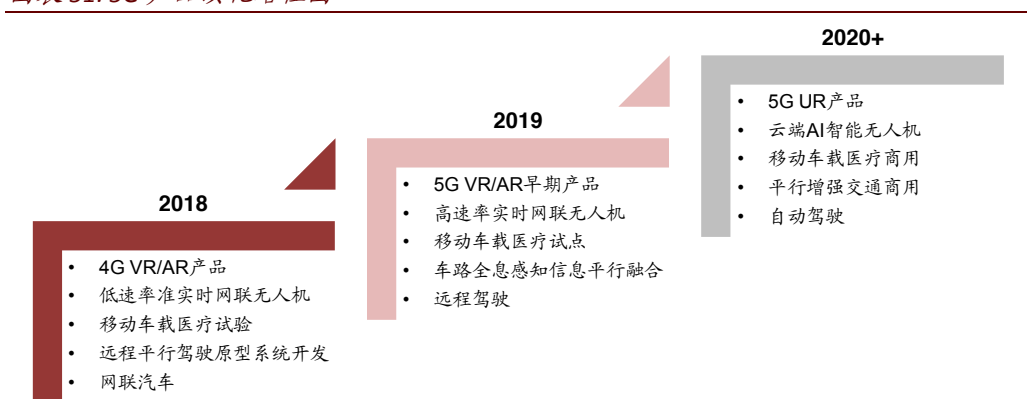 2018
4G VR/AR产品
低速率准实时网联无人机
移动车载医疗试验
远程平行驾驶原型系统开发
网联汽车
2019
5G VR/AR早期产品
高速率实时网联无人机
移动车载医疗试点
车路全息感知信息平行融合
远程驾驶
2020+
5G UR产品
云端AI智能无人机
移动车载医疗商用
平行增强交通商用
自动驾驶